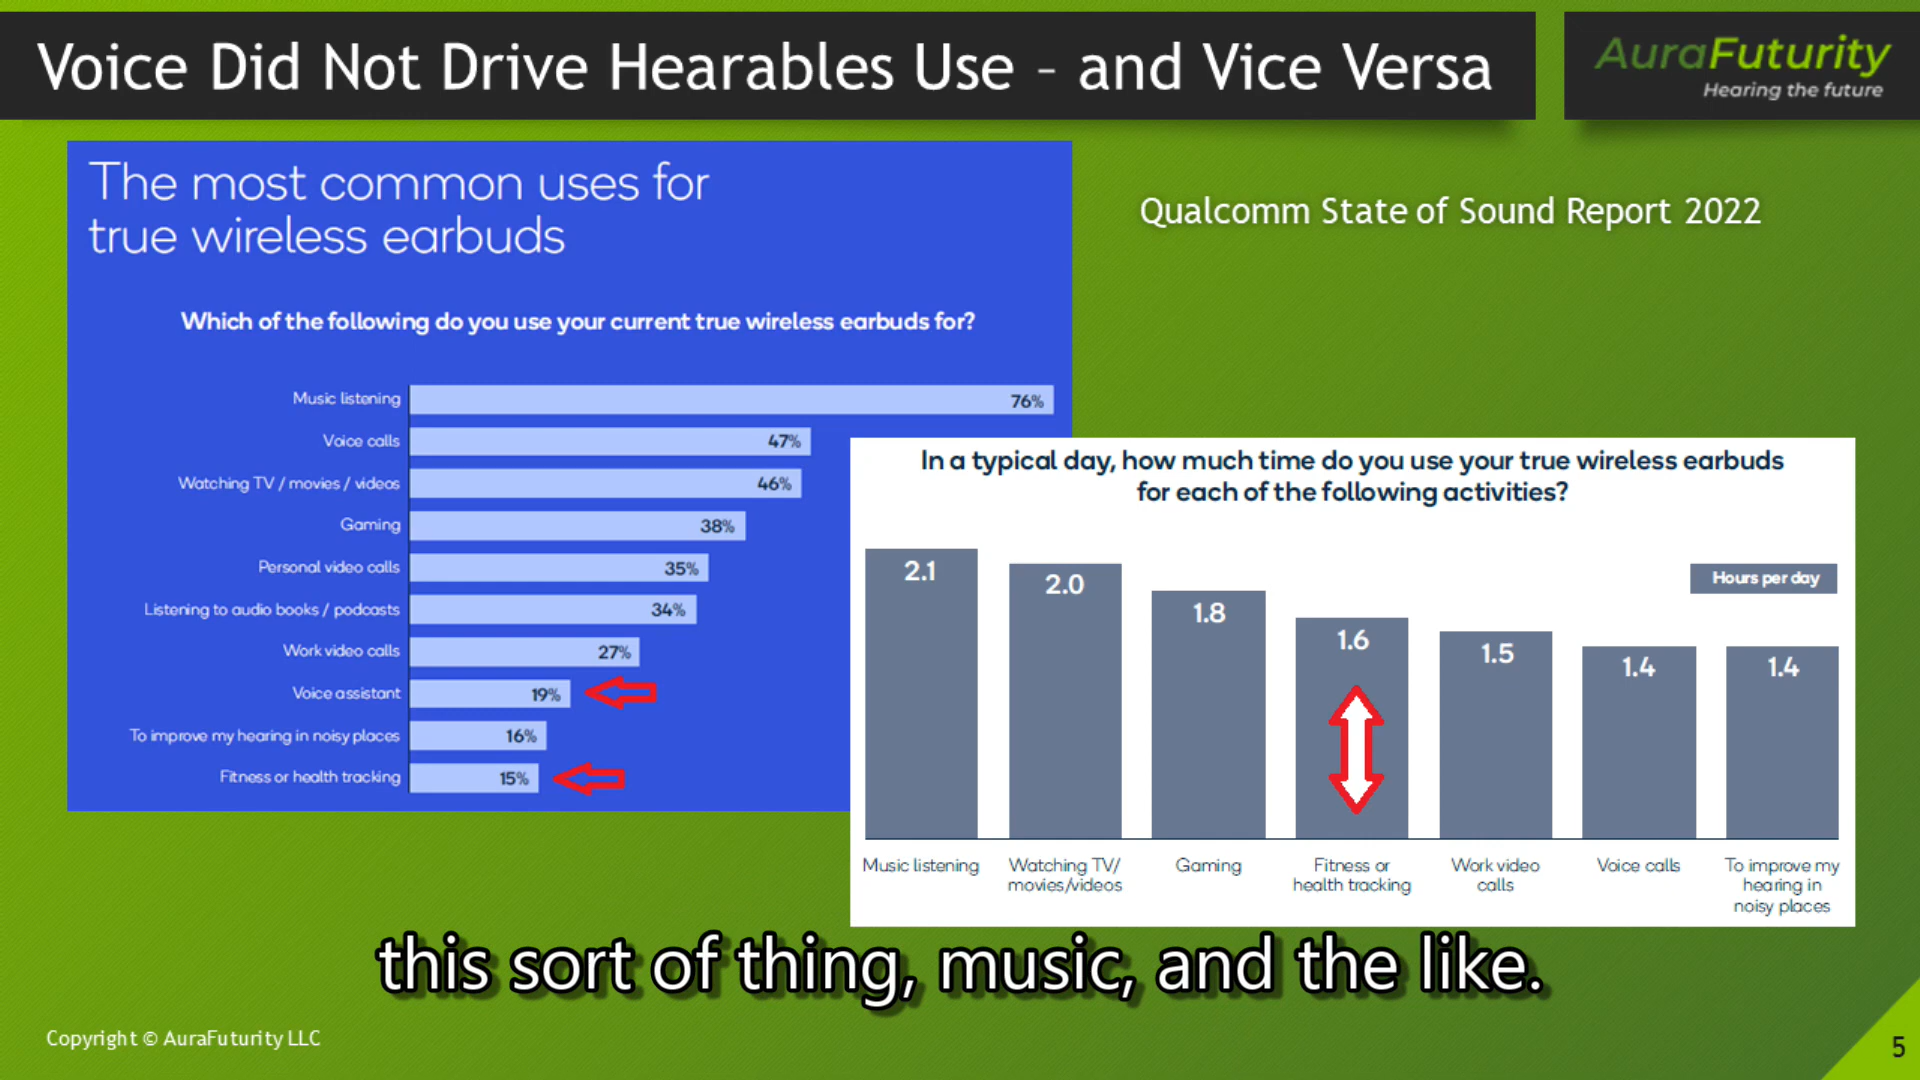 Voice Did Not Drive Hearables Use – and Vice Versa
AuraFuturity
Hearing the future
The most common uses for
true wireless earbuds
Qualcomm State of Sound Report 2022
Which of the following do you use your current true wireless earbuds for?
Music listening 76%
Voice calls 47%
Watching TV / movies / videos 46%
Gaming 38%
Personal video calls 35%
Listening to audio books / podcasts 34%
Work video calls 27%
Voice assistant 19%
To improve my hearing in noisy places 16%
Fitness or health tracking 15%
In a typical day, how much time do you use your true wireless earbuds
for each of the following activities?
Hours per day
2.1 2.0 1.8 1.6 1.5 1.4 1.4
Music listening
Watching TV/
movies/videos
Gaming
Fitness or
health tracking
Work video
calls
Voice calls
To improve my
hearing in
noisy places
this sort of thing, music, and the like.
Copyright © AuraFuturity LLC
5